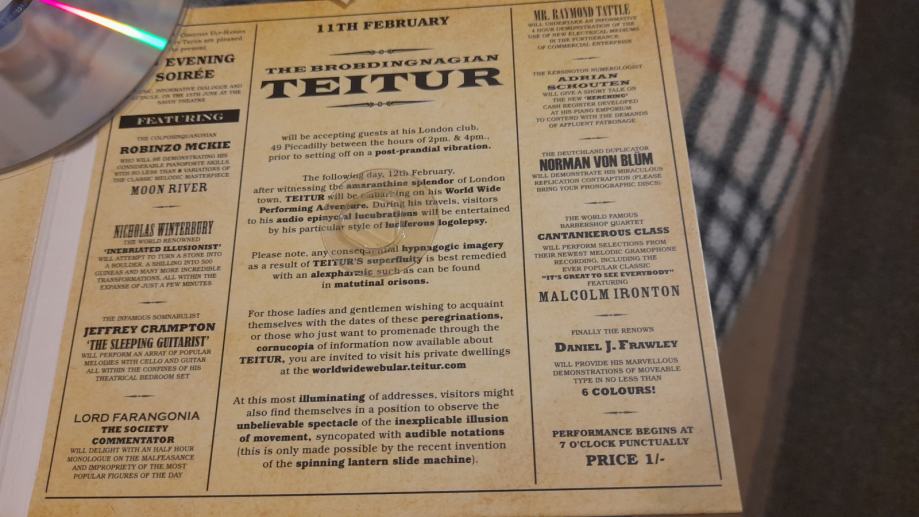 EVENING
SOIRÉE
FEATURING
THE COLPOSINQUANONIAN
ROBINZO MCKIE
WHO WILL BE DEMONSTRATING HIS
CONSIDERABLE PIANOFORTE SKILLS
WITH NO LESS THAN 8 VARIATIONS OF
THE CLASSIC MELODIC MASTERPIECE
MOON RIVER
NICHOLAS WINTERBURY
THE WORLD RENOWNED
'INEBRIATED ILLUSIONIST'
WILL ATTEMPT TO TURN A STONE INTO
A BOULDER, A SHILLING INTO 500
GUINEAS AND MANY MORE INCREDIBLE
TRANSFORMATIONS, ALL WITHIN THE
EXPANSE OF JUST A FEW MINUTES
THE INFAMOUS SOMNABULIST
JEFFREY CRAMPTON
'THE SLEEPING GUITARIST'
WILL PERFORM AN ARRAY OF POPULAR
MELODIES WITH CELLO AND GUITAR
ALL WITHIN THE CONFINES OF HIS
THEATRICAL BEDROOM SET
LORD FARANGONIA
THE SOCIETY
COMMENTATOR
WILL DELIGHT WITH AN HALF HOUR
MONOLOGUE ON THE MALFEASANCE
AND IMPROPRIETY OF THE MOST
POPULAR FIGURES OF THE DAY
11TH FEBRUARY
THE BROBDINGNAGIAN
TEITUR
will be accepting guests at his London club,
49 Piccadilly between the hours of 2pm. & 4pm.,
prior to setting off on a post-prandial vibration.
The following day, 12th February,
after witnessing the amaranthine splendor of London
town, TEITUR will be embarking on his World Wide
Performing Adventure. During his travels, visitors
to his audio epinycal lucubrations will be entertained
by his particular style of luciferous logolepsy.
Please note, any consequential hypnagogic imagery
as a result of TEITUR'S superfluity is best remedied
with an alexpharmic such as can be found
in matutinal orisons.
For those ladies and gentlemen wishing to acquaint
themselves with the dates of these peregrinations,
or those who just want to promenade through the
cornucopia of information now available about
TEITUR, you are invited to visit his private dwellings
at the worldwidewebular.teitur.com
At this most illuminating of addresses, visitors might
also find themselves in a position to observe the
unbelievable spectacle of the inexplicable illusion
of movement, syncopated with audible notations
(this is only made possible by the recent invention
of the spinning lantern slide machine).
MR. RAYMOND TATTLE
WILL UNDERTAKE AN INFORMATIVE
4 HOUR DEMONSTRATION OF THE
USE OF NEW ELECTRICAL MEDIUMS
IN THE FURTHERANCE
OF COMMERCIAL ENTERPRISE
THE KENSINGTON NUMEROLOGIST
ADRIAN
SCHOUTEN
WILL GIVE A SHORT TALK ON
THE NEW 'KERCHING'
CASH REGISTER DEVELOPED
AT HIS PIANO EMPORIUM
TO CONTEND WITH THE DEMANDS
OF AFFLUENT PATRONAGE
THE DEUTCHLAND DUPLICATOR
NORMAN VON BLÜM
WILL DEMONSTRATE HIS MIRACULOUS
REPLICATION CONTRAPTION (PLEASE
BRING YOUR PHONOGRAPHIC DISCS)
THE WORLD FAMOUS
BARBERSHOP QUARTET
CANTANKEROUS CLASS
WILL PERFORM SELECTIONS FROM
THEIR NEWEST MELODIC GRAMOPHONE
RECORDING, INCLUDING THE
EVER POPULAR CLASSIC
"IT'S GREAT TO SEE EVERYBODY"
FEATURING
MALCOLM IRONTON
FINALLY THE RENOWN
DANIEL J. FRAWLEY
WILL PROVIDE HIS MARVELLOUS
DEMONSTRATIONS OF MOVEABLE
TYPE IN NO LESS THAN
6 COLOURS!
PERFORMANCE BEGINS AT
7 O'CLOCK PUNCTUALLY
PRICE 1/-